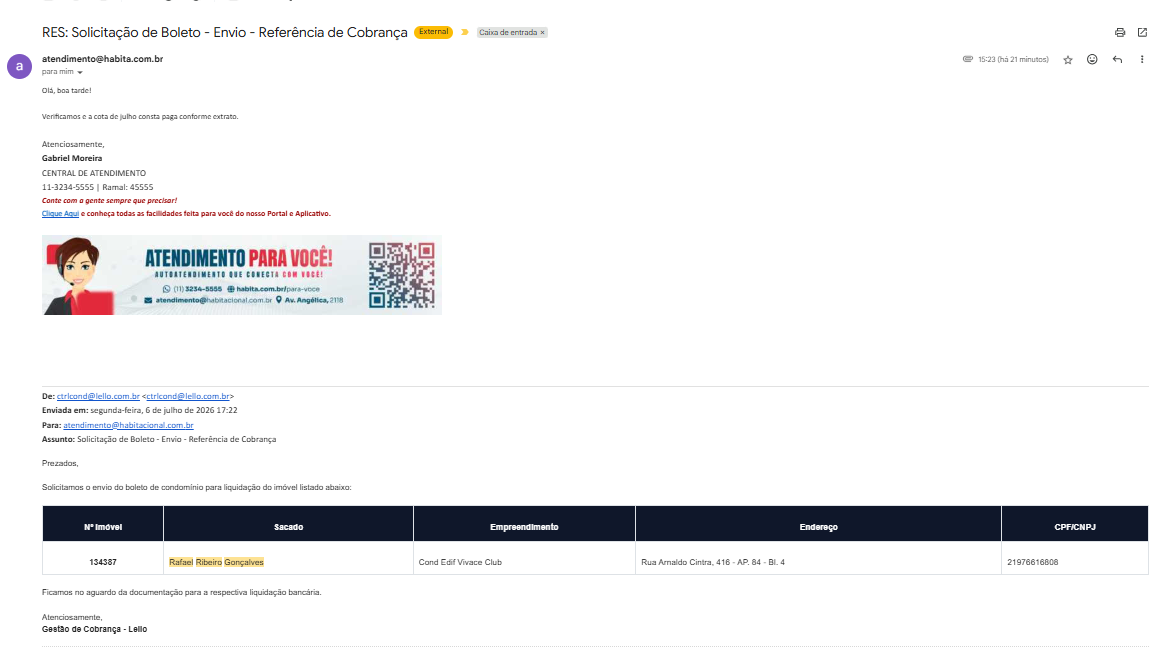 RES: Solicitação de Boleto - Envio - Referência de Cobrança External Caixa de entrada ×
a
atendimento@habita.com.br 15:23 (há 21 minutos)
para mim
Olá, boa tarde!
Verificamos e a cota de julho consta paga conforme extrato.
Atenciosamente,
Gabriel Moreira
CENTRAL DE ATENDIMENTO
11-3234-5555 | Ramal: 45555
Conte com a gente sempre que precisar!
Clique Aqui e conheça todas as facilidades feita para você do nosso Portal e Aplicativo.
ATENDIMENTO PARA VOCÊ!
AUTOATENDIMENTO QUE CONECTA COM VOCÊ!
(11) 3234-5555 habita.com.br/para-voce
atendimento@habitacional.com.br Av. Angélica, 2118
De: ctrlcond@lello.com.br <ctrlcond@lello.com.br>
Enviada em: segunda-feira, 6 de julho de 2026 17:22
Para: atendimento@habitacional.com.br
Assunto: Solicitação de Boleto - Envio - Referência de Cobrança
Prezados,
Solicitamos o envio do boleto de condomínio para liquidação do imóvel listado abaixo:
Nº Imóvel Sacado Empreendimento Endereço CPF/CNPJ
134387 Rafael Ribeiro Gonçalves Cond Edif Vivace Club Rua Arnaldo Cintra, 416 - AP. 84 - Bl. 4 21976616808
Ficamos no aguardo da documentação para a respectiva liquidação bancária.
Atenciosamente,
Gestão de Cobrança - Lello